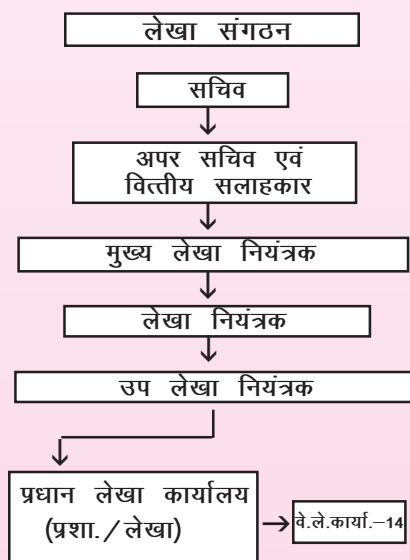 लेखा संगठन
सचिव
अपर सचिव एवं
वित्तीय सलाहकार
मुख्य लेखा नियंत्रक
लेखा नियंत्रक
उप लेखा नियंत्रक
प्रधान लेखा कार्यालय
(प्रशा./लेखा)
वे.ले.कार्या.–14